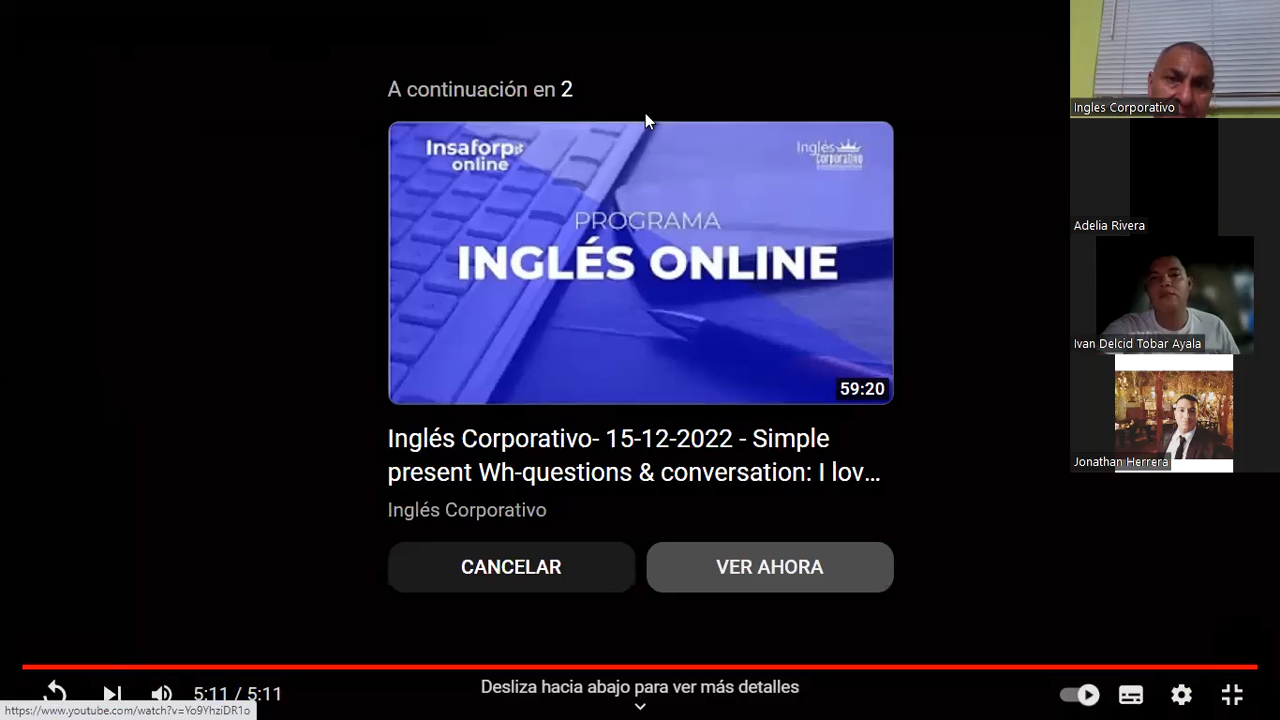 A continuación en 2
Insaforp
online
Inglés
Corporativo
PROGRAMA
INGLÉS ONLINE
59:20
Inglés Corporativo- 15-12-2022 - Simple
present Wh-questions & conversation: I lov...
Inglés Corporativo
CANCELAR
VER AHORA
5:11 / 5:11
Desliza hacia abajo para ver más detalles
https://www.youtube.com/watch?v=Yo9YhziDR1o
Ingles Corporativo
Adelia Rivera
Ivan Delcid Tobar Ayala
Jonathan Herrera